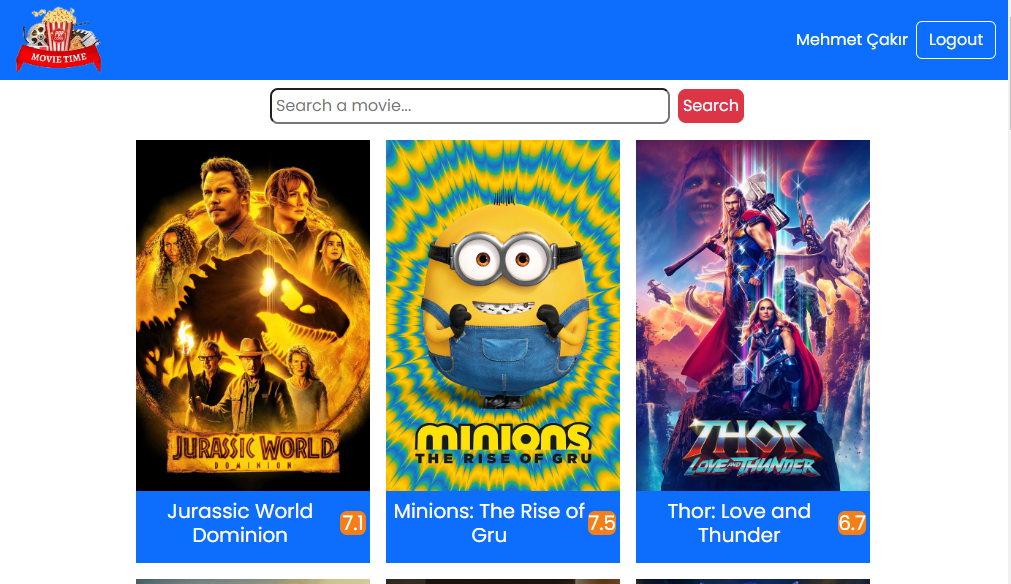 MOVIE TIME
Mehmet Çakır
Logout
Search a movie...
Search
JURASSIC WORLD
DOMINION
MINIONS
THE RISE OF GRU
THOR
LOVE AND THUNDER
Jurassic World
Dominion
7.1
Minions: The Rise of
Gru
7.5
Thor: Love and
Thunder
6.7